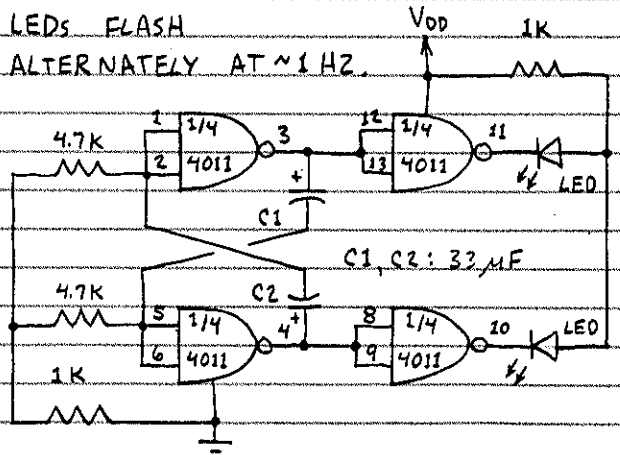 LEDs FLASH
ALTERNATELY AT ~1 HZ.
VDD
1K
1
2
1/4
4011
3
4.7K
12
13
1/4
4011
11
LED
+
C1
C1, C2: 33 µF
C2
+
4.7K
5
6
1/4
4011
4
8
9
1/4
4011
10
LED
1K